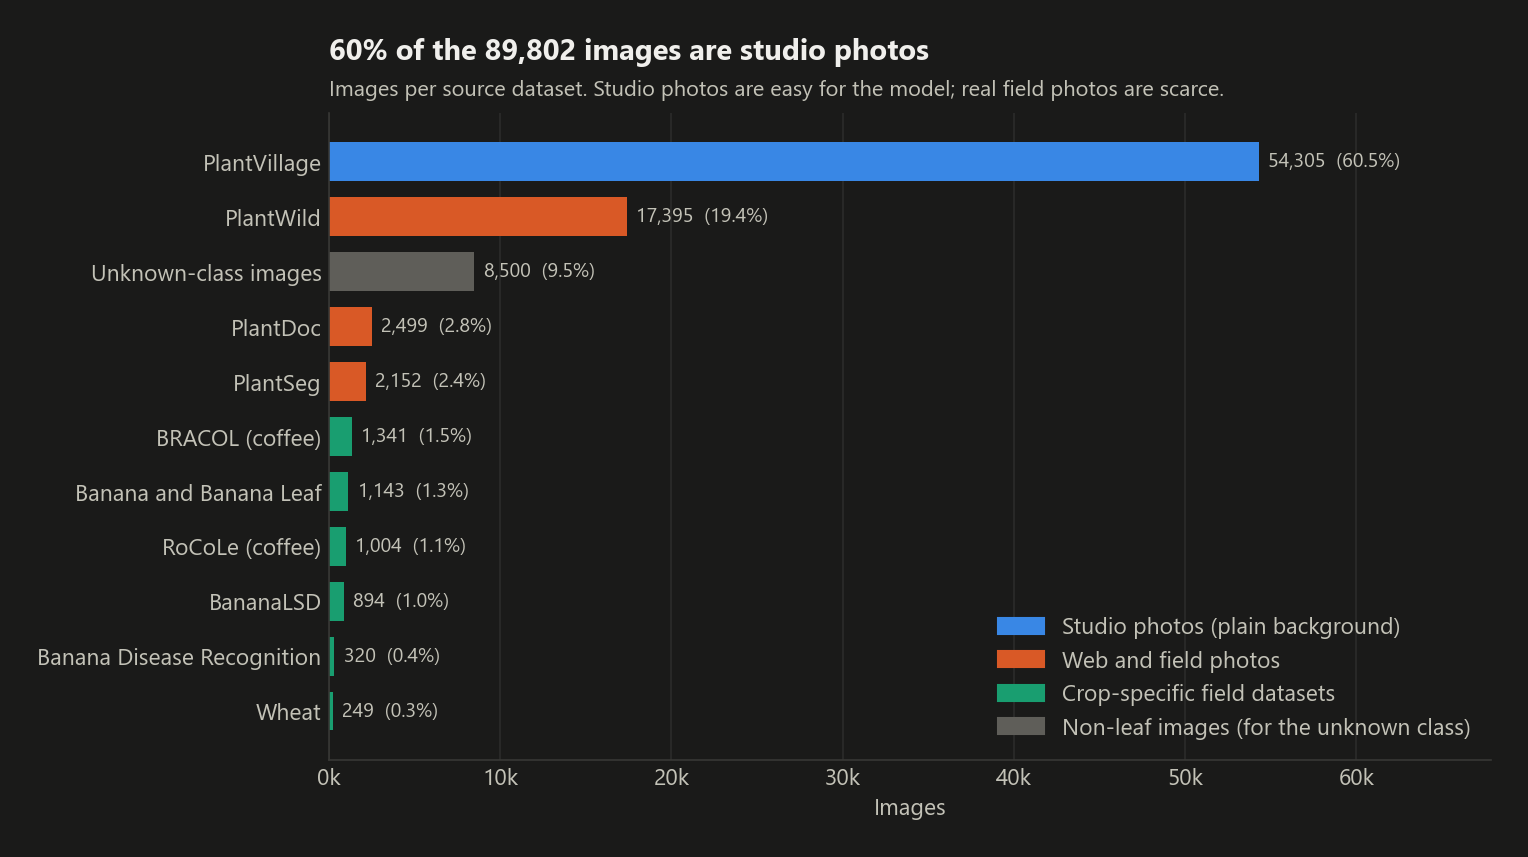 60% of the 89,802 images are studio photos
Images per source dataset. Studio photos are easy for the model; real field photos are scarce.
PlantVillage 54,305 (60.5%)
PlantWild 17,395 (19.4%)
Unknown-class images 8,500 (9.5%)
PlantDoc 2,499 (2.8%)
PlantSeg 2,152 (2.4%)
BRACOL (coffee) 1,341 (1.5%)
Banana and Banana Leaf 1,143 (1.3%)
RoCoLe (coffee) 1,004 (1.1%)
BananaLSD 894 (1.0%)
Banana Disease Recognition 320 (0.4%)
Wheat 249 (0.3%)
Studio photos (plain background)
Web and field photos
Crop-specific field datasets
Non-leaf images (for the unknown class)
0k 10k 20k 30k 40k 50k 60k
Images